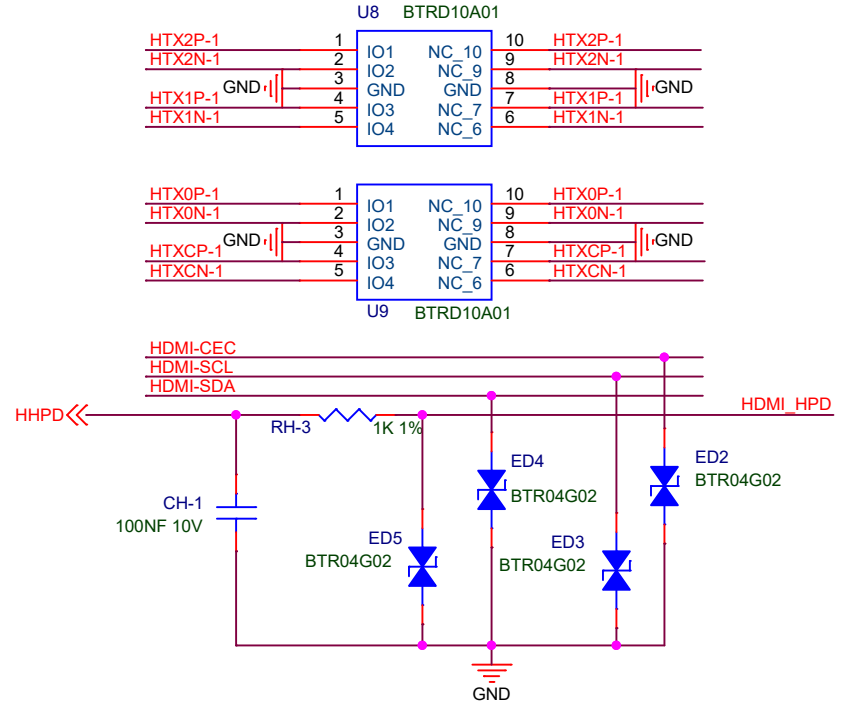 U8 BTRD10A01
HTX2P-1 1 IO1 NC_10 10 HTX2P-1
HTX2N-1 2 IO2 NC_9 9 HTX2N-1
GND 3 GND GND 8 GND
HTX1P-1 4 IO3 NC_7 7 HTX1P-1
HTX1N-1 5 IO4 NC_6 6 HTX1N-1
HTX0P-1 1 IO1 NC_10 10 HTX0P-1
HTX0N-1 2 IO2 NC_9 9 HTX0N-1
GND 3 GND GND 8 GND
HTXCP-1 4 IO3 NC_7 7 HTXCP-1
HTXCN-1 5 IO4 NC_6 6 HTXCN-1
U9 BTRD10A01
HDMI-CEC
HDMI-SCL
HDMI-SDA
HHPD HDMI_HPD
RH-3 1K 1%
ED4 ED2
BTR04G02 BTR04G02
CH-1
100NF 10V
ED5 ED3
BTR04G02 BTR04G02
GND